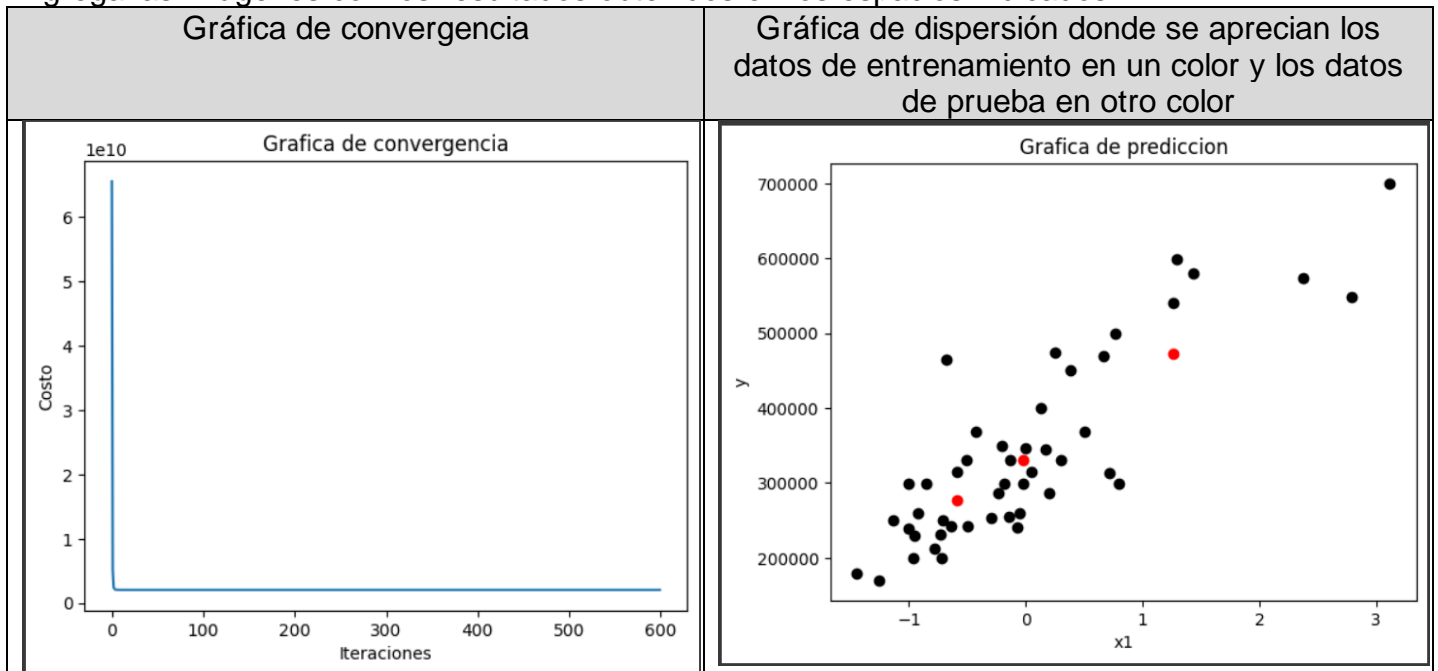 Gráfica de convergencia
Gráfica de dispersión donde se aprecian los
datos de entrenamiento en un color y los datos
de prueba en otro color
Grafica de convergencia
1e10
6
5
4
3
2
1
0
Costo
0 100 200 300 400 500 600
Iteraciones
Grafica de prediccion
700000
600000
500000
400000
300000
200000
y
−1 0 1 2 3
x1